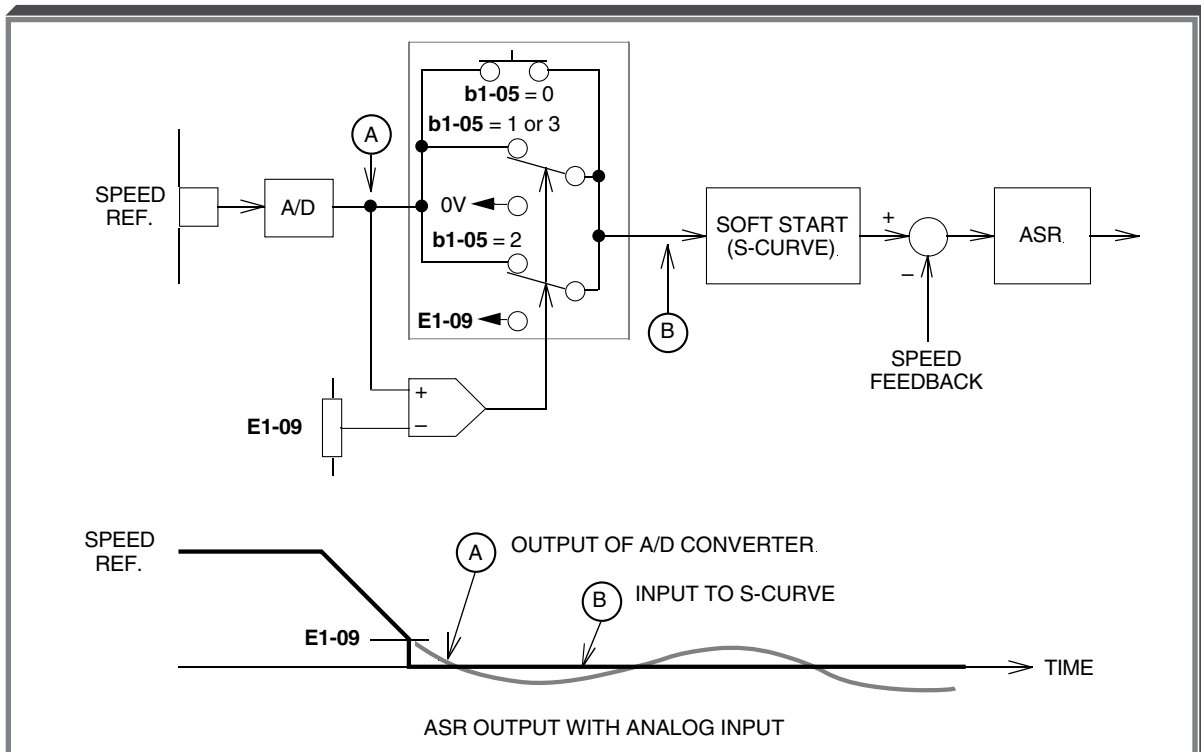 b1-05 = 0
b1-05 = 1 or 3
A
SPEED
REF.
A/D
0V
b1-05 = 2
E1-09
SOFT START
(S-CURVE)
+
−
ASR
B
SPEED
FEEDBACK
+
−
E1-09
SPEED
REF.
A OUTPUT OF A/D CONVERTER
B INPUT TO S-CURVE
E1-09
TIME
ASR OUTPUT WITH ANALOG INPUT